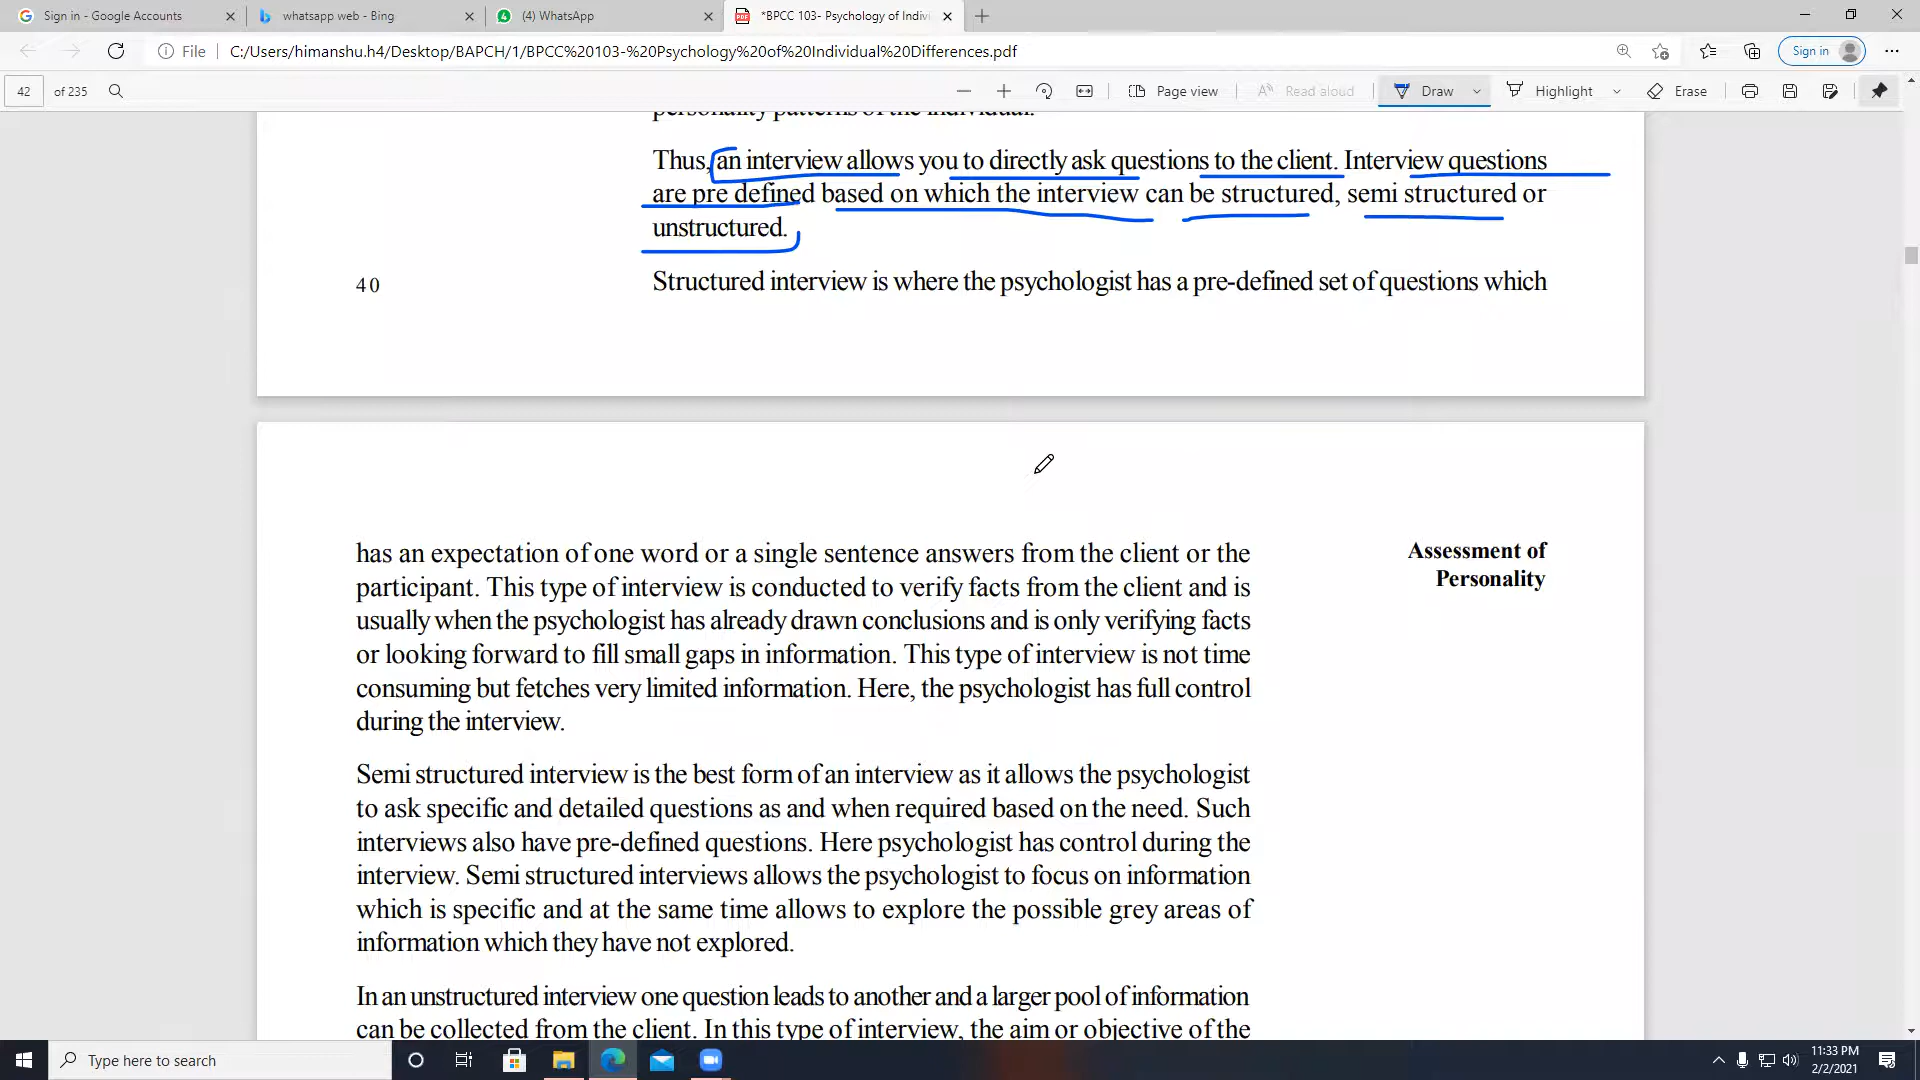 Sign in - Google Accounts
whatsapp web - Bing
(4) WhatsApp
*BPCC 103- Psychology of Indivi
File
C:/Users/himanshu.h4/Desktop/BAPCH/1/BPCC%20103-%20Psychology%20of%20Individual%20Differences.pdf
Sign in
42
of 235
Page view
Read aloud
Draw
Highlight
Erase
personality patterns of the individual.
Thus, an interview allows you to directly ask questions to the client. Interview questions
are pre defined based on which the interview can be structured, semi structured or
unstructured.
40
Structured interview is where the psychologist has a pre-defined set of questions which
has an expectation of one word or a single sentence answers from the client or the
participant. This type of interview is conducted to verify facts from the client and is
usually when the psychologist has already drawn conclusions and is only verifying facts
or looking forward to fill small gaps in information. This type of interview is not time
consuming but fetches very limited information. Here, the psychologist has full control
during the interview.
Assessment of
Personality
Semi structured interview is the best form of an interview as it allows the psychologist
to ask specific and detailed questions as and when required based on the need. Such
interviews also have pre-defined questions. Here psychologist has control during the
interview. Semi structured interviews allows the psychologist to focus on information
which is specific and at the same time allows to explore the possible grey areas of
information which they have not explored.
In an unstructured interview one question leads to another and a larger pool of information
can be collected from the client. In this type of interview, the aim or objective of the
Type here to search
11:33 PM
2/2/2021